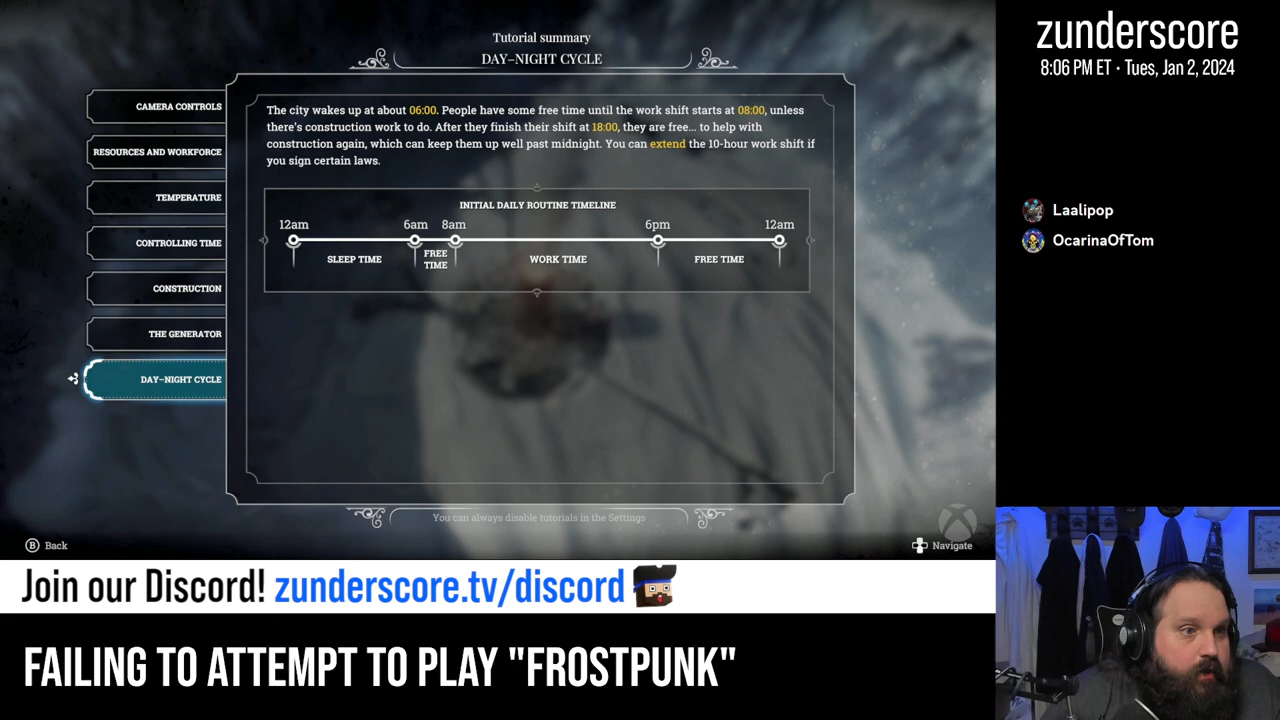 Tutorial summary
DAY–NIGHT CYCLE
CAMERA CONTROLS
RESOURCES AND WORKFORCE
TEMPERATURE
CONTROLLING TIME
CONSTRUCTION
THE GENERATOR
DAY–NIGHT CYCLE
The city wakes up at about 06:00. People have some free time until the work shift starts at 08:00, unless
there's construction work to do. After they finish their shift at 18:00, they are free... to help with
construction again, which can keep them up well past midnight. You can extend the 10-hour work shift if
you sign certain laws.
INITIAL DAILY ROUTINE TIMELINE
12am 6am 8am 6pm 12am
SLEEP TIME FREE TIME WORK TIME FREE TIME
You can always disable tutorials in the Settings
B Back
Navigate
zunderscore
8:06 PM ET · Tues, Jan 2, 2024
Laalipop
OcarinaOfTom
Join our Discord! zunderscore.tv/discord
FAILING TO ATTEMPT TO PLAY "FROSTPUNK"